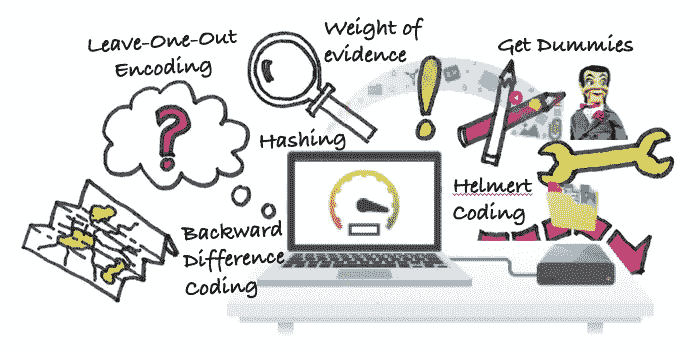 Leave-One-Out
Encoding
Weight of
evidence
Get Dummies
Hashing
Helmert
Coding
Backward
Difference
Coding